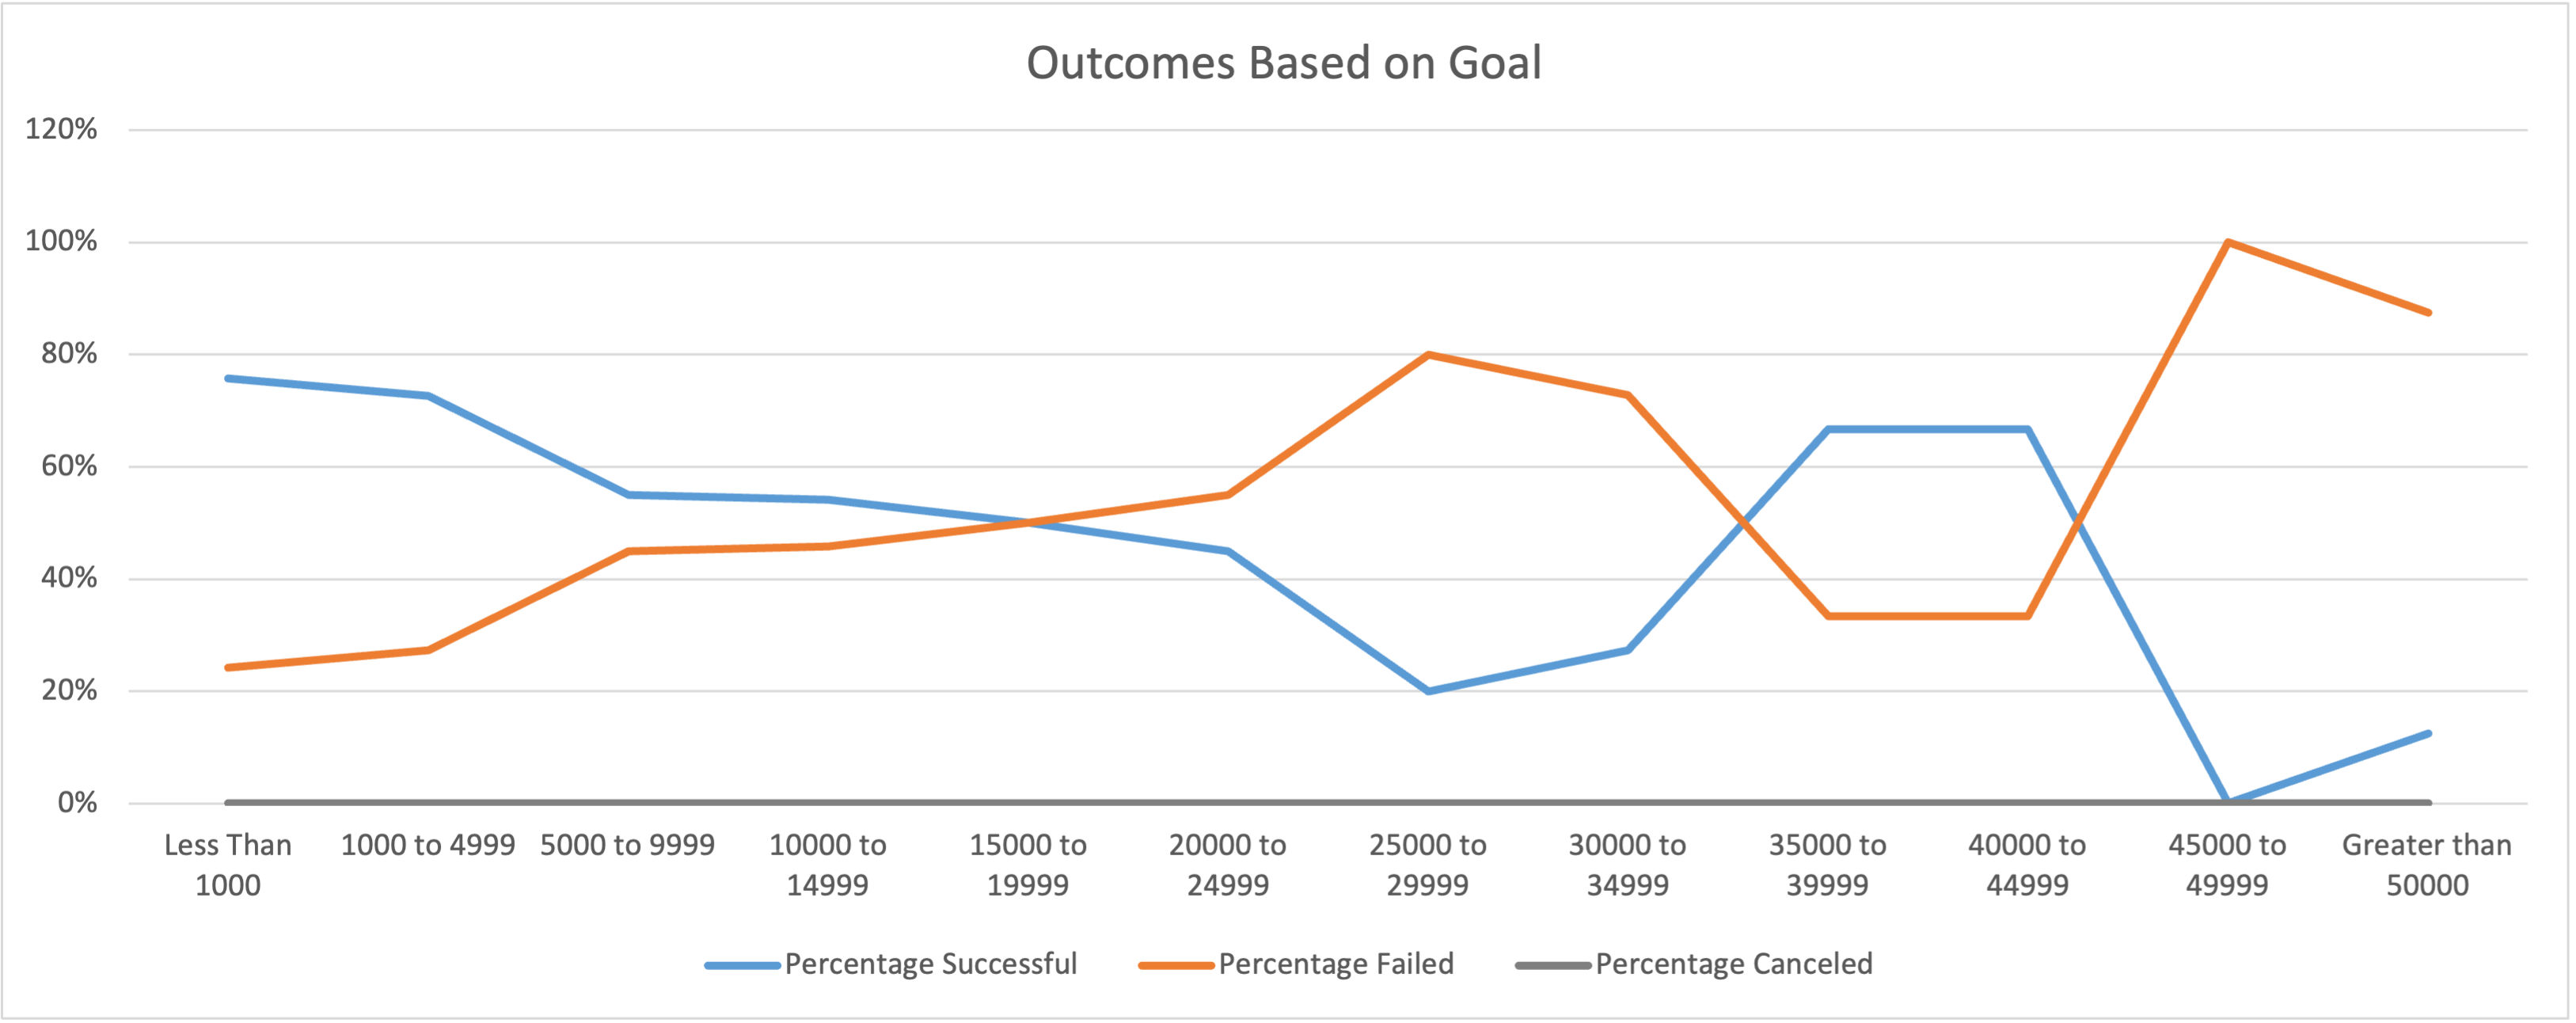 Outcomes Based on Goal
120%
100%
80%
60%
40%
20%
0%
Less Than
1000
1000 to 4999
5000 to 9999
10000 to
14999
15000 to
19999
20000 to
24999
25000 to
29999
30000 to
34999
35000 to
39999
40000 to
44999
45000 to
49999
Greater than
50000
Percentage Successful
Percentage Failed
Percentage Canceled